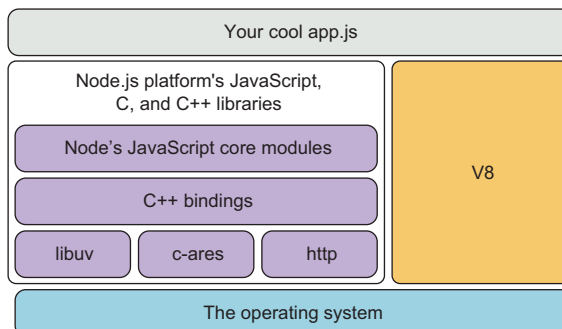 Your cool app.js
Node.js platform's JavaScript,
C, and C++ libraries
Node’s JavaScript core modules
C++ bindings
libuv
c-ares
http
V8
The operating system